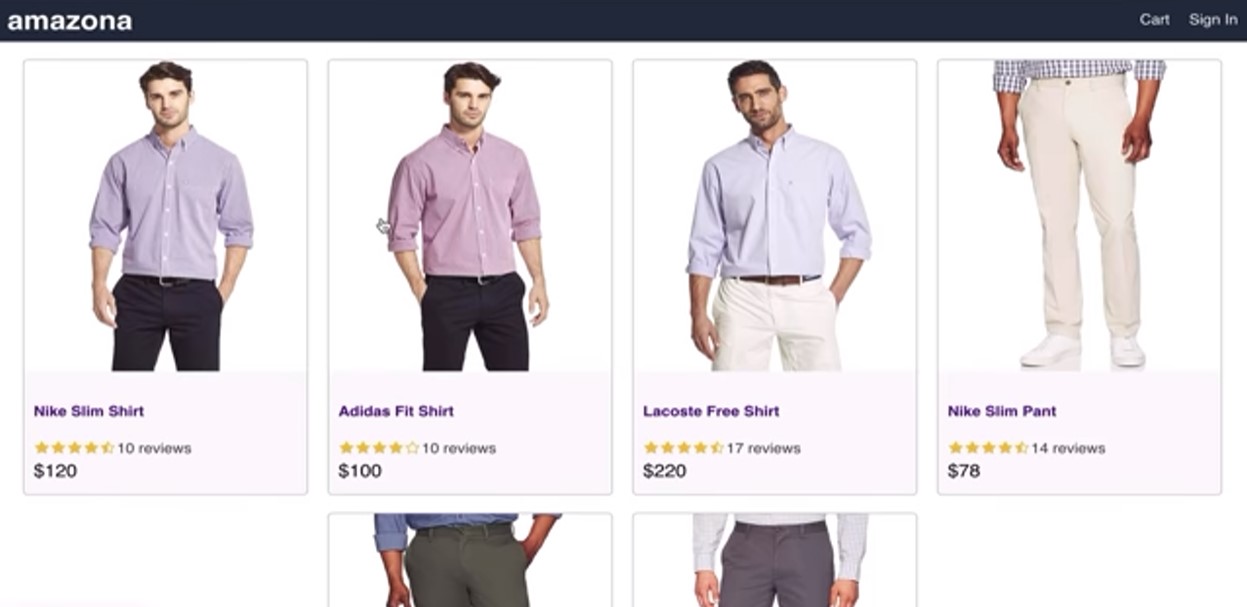 amazona
Cart Sign In
Nike Slim Shirt
10 reviews
$120
Adidas Fit Shirt
10 reviews
$100
Lacoste Free Shirt
17 reviews
$220
Nike Slim Pant
14 reviews
$78